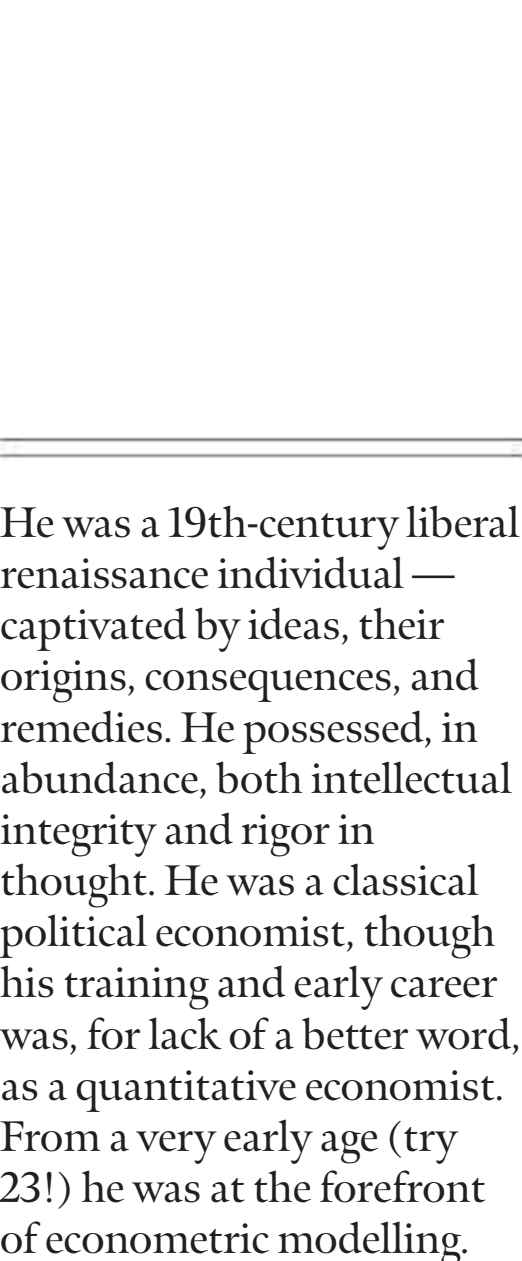 He was a 19th-century liberal
renaissance individual —
captivated by ideas, their
origins, consequences, and
remedies. He possessed, in
abundance, both intellectual
integrity and rigor in
thought. He was a classical
political economist, though
his training and early career
was, for lack of a better word,
as a quantitative economist.
From a very early age (try
23!) he was at the forefront
of econometric modelling.